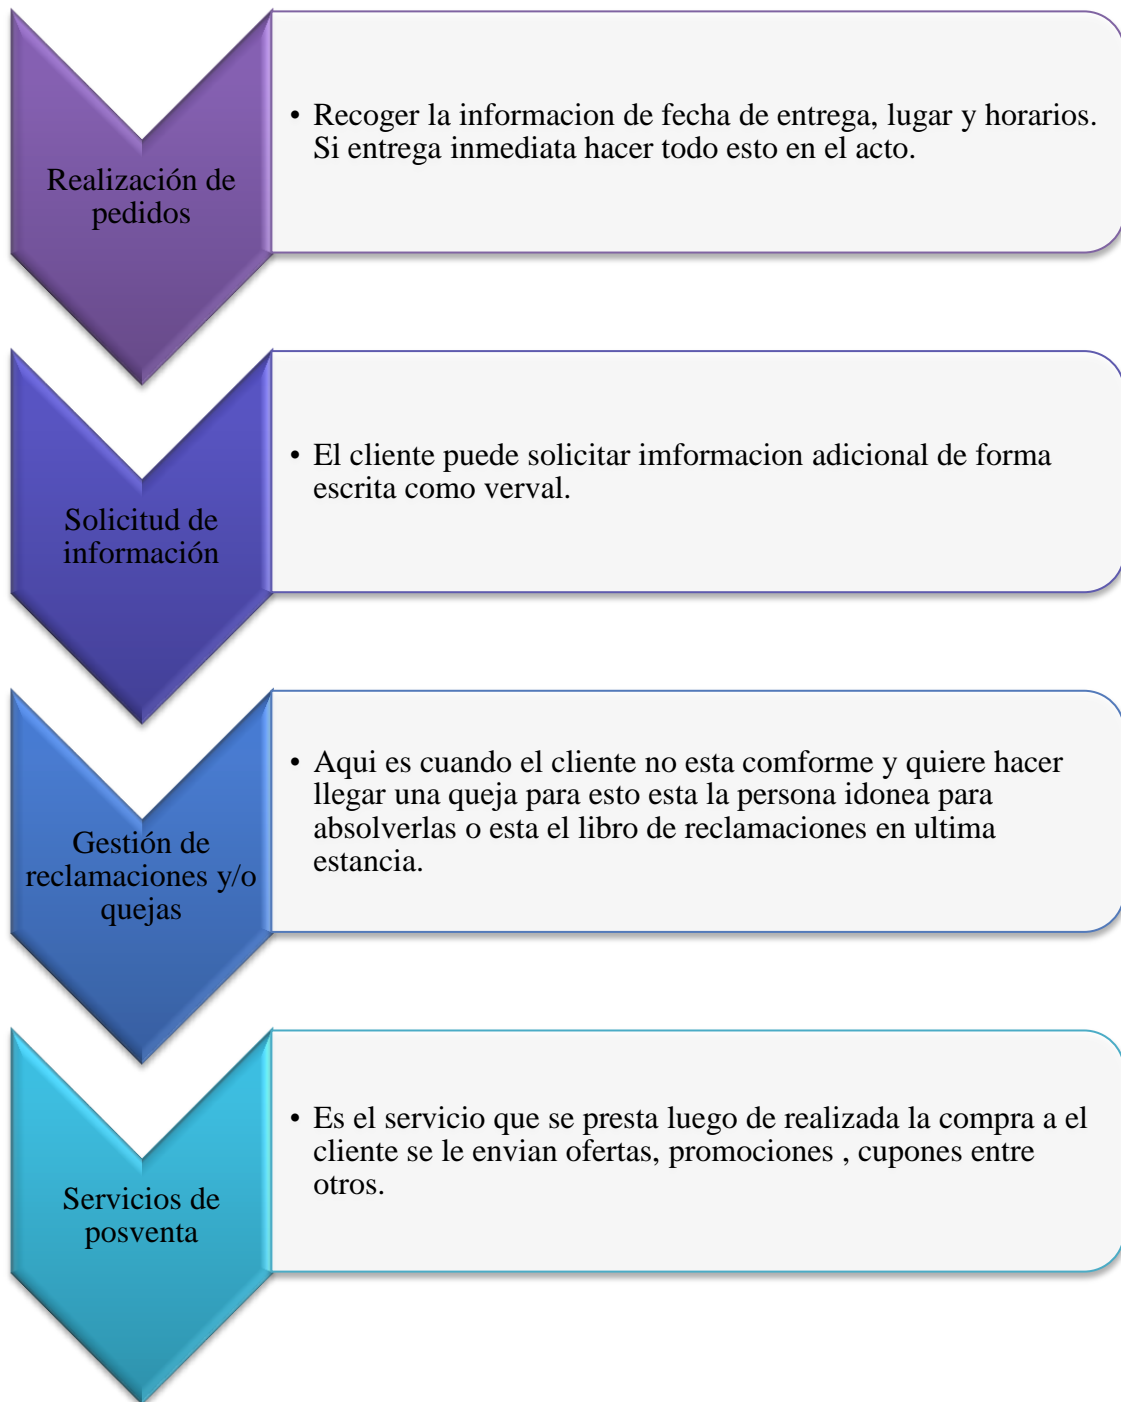 Realización de
pedidos
• Recoger la informacion de fecha de entrega, lugar y horarios.
Si entrega inmediata hacer todo esto en el acto.
Solicitud de
información
• El cliente puede solicitar imformacion adicional de forma
escrita como verval.
Gestión de
reclamaciones y/o
quejas
• Aqui es cuando el cliente no esta comforme y quiere hacer
llegar una queja para esto esta la persona idonea para
absolverlas o esta el libro de reclamaciones en ultima
estancia.
Servicios de
posventa
• Es el servicio que se presta luego de realizada la compra a el
cliente se le envian ofertas, promociones , cupones entre
otros.